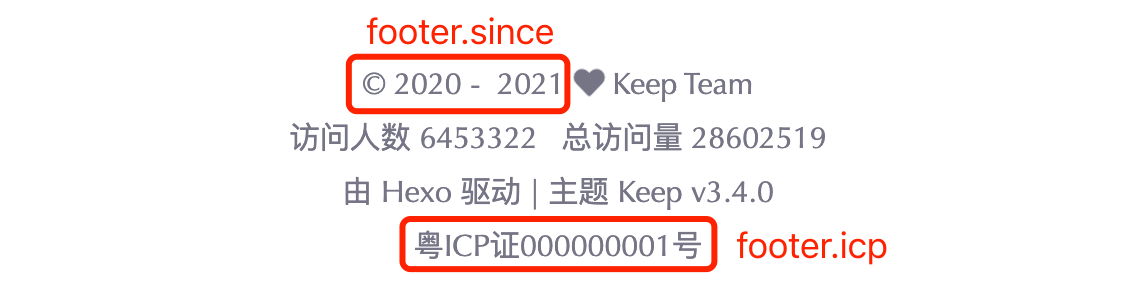 footer.since
© 2020 - 2021 ♥ Keep Team
访问人数 6453322 总访问量 28602519
由 Hexo 驱动 | 主题 Keep v3.4.0
粤ICP证000000001号 footer.icp